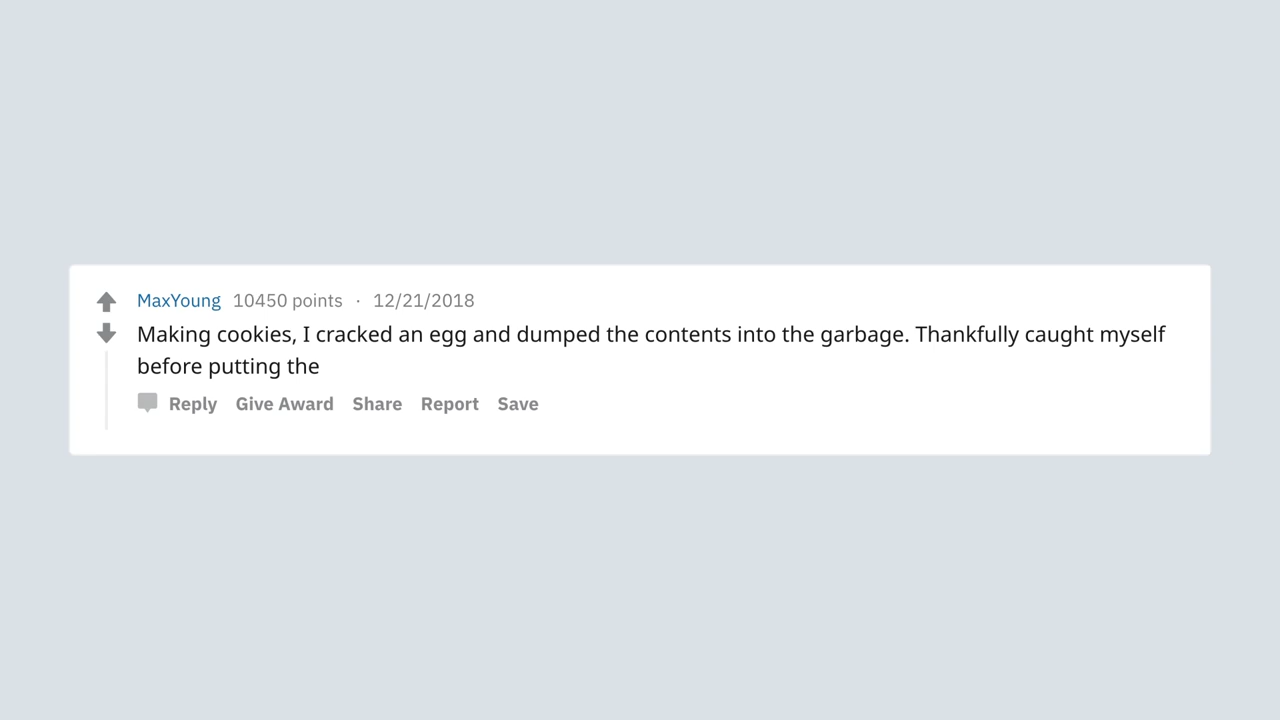 MaxYoung 10450 points · 12/21/2018
Making cookies, I cracked an egg and dumped the contents into the garbage. Thankfully caught myself
before putting the
Reply Give Award Share Report Save